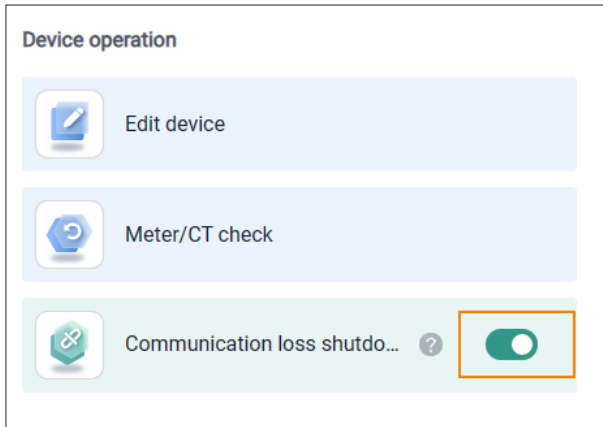 Device operation
Edit device
Meter/CT check
Communication loss shutdo... ?